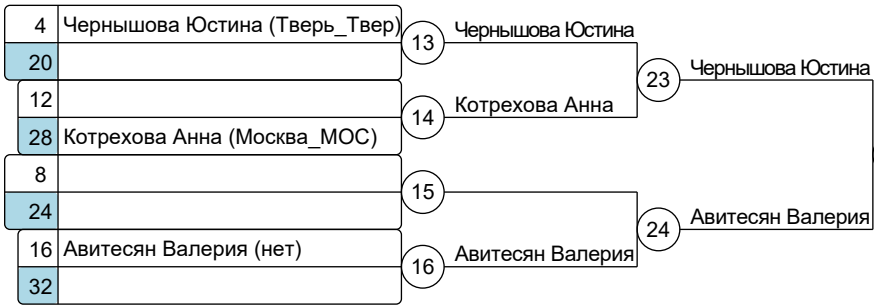 4 Чернышова Юстина (Тверь_Твер)
20
13 Чернышова Юстина
12
28 Котрехова Анна (Москва_МОС)
14 Котрехова Анна
23 Чернышова Юстина
8
24
15
16 Авитесян Валерия (нет)
32
16 Авитесян Валерия
24 Авитесян Валерия